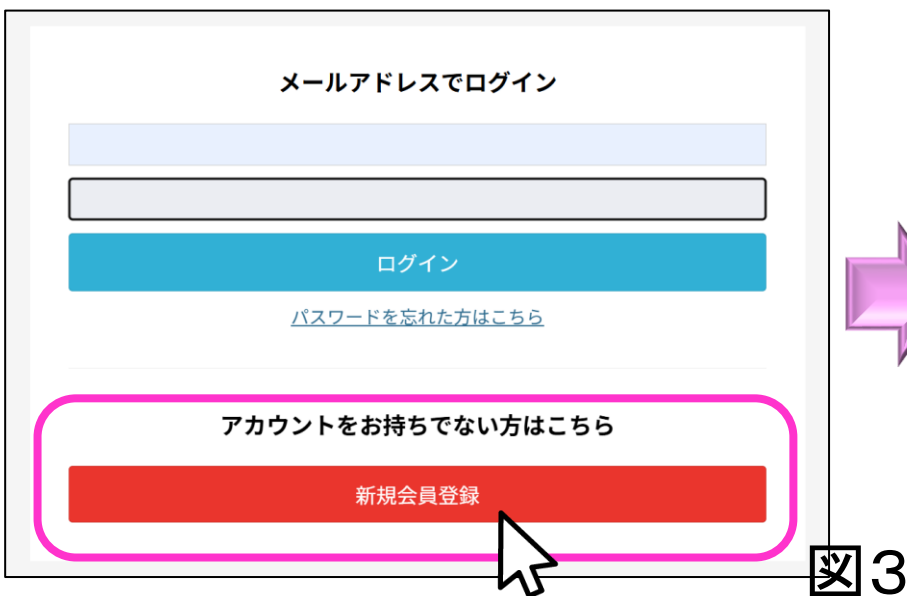 メールアドレスでログイン
ログイン
パスワードを忘れた方はこちら
アカウントをお持ちでない方はこちら
新規会員登録
図３